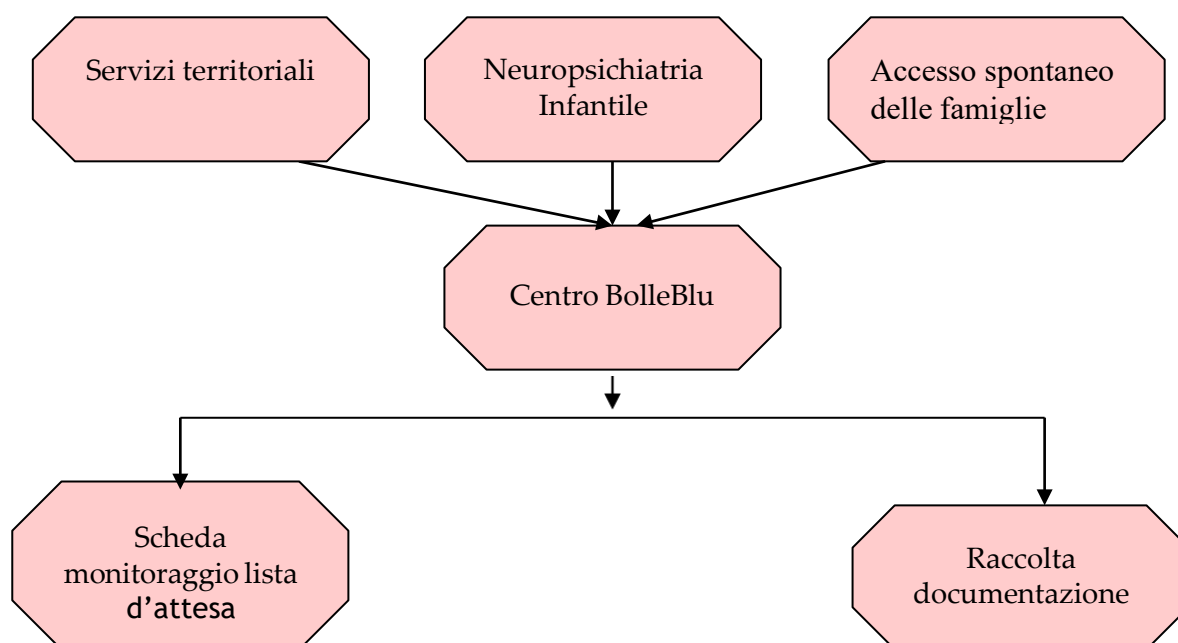 Servizi territoriali
Neuropsichiatria
Infantile
Accesso spontaneo
delle famiglie
Centro BolleBlu
Scheda
monitoraggio lista
d’attesa
Raccolta
documentazione